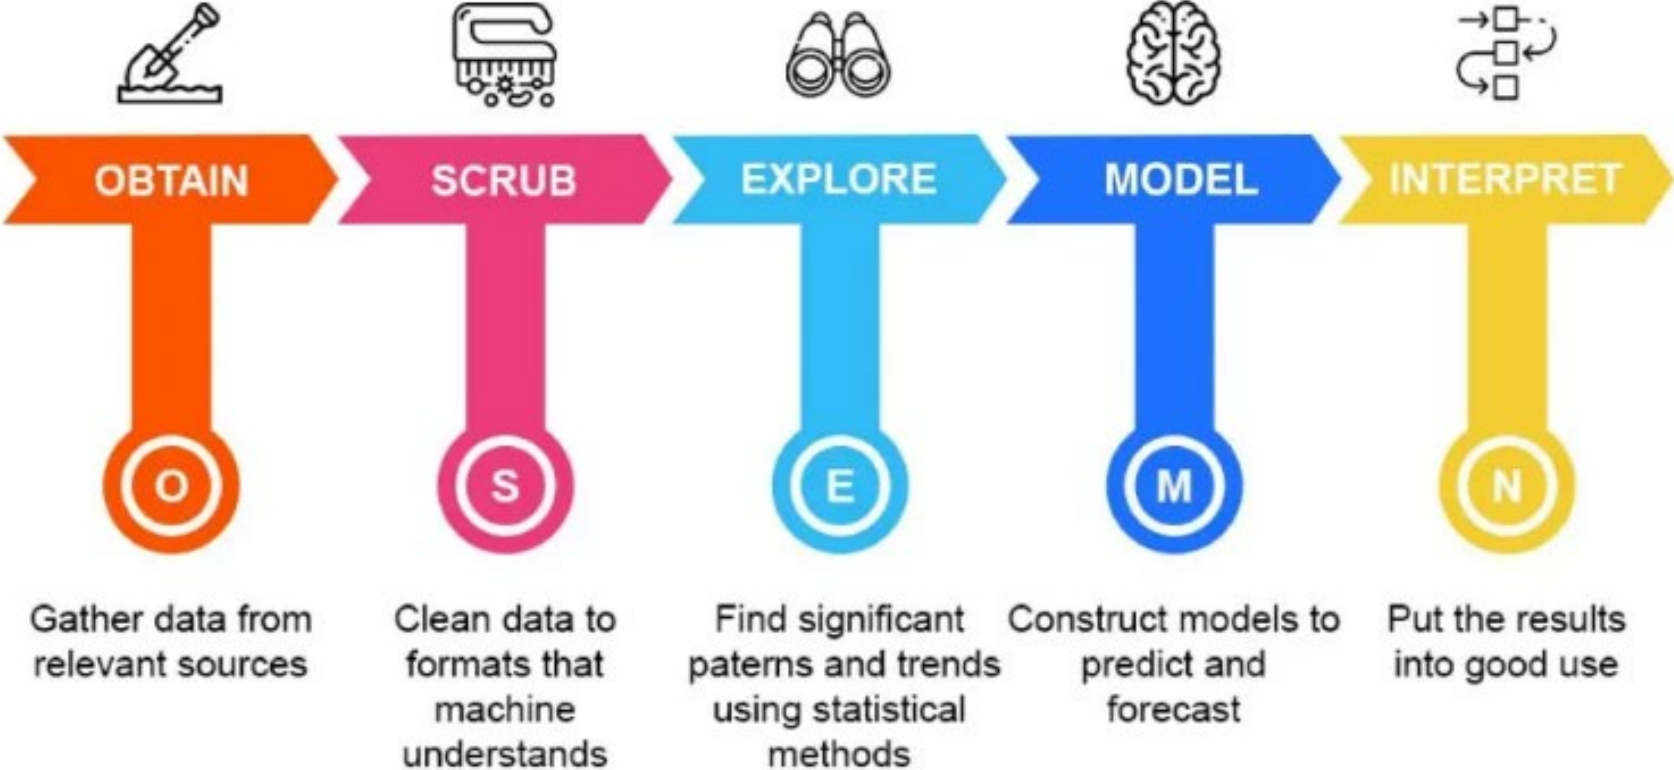 OBTAIN
SCRUB
EXPLORE
MODEL
INTERPRET
O
S
E
M
N
Gather data from
relevant sources
Clean data to
formats that
machine
understands
Find significant
paterns and trends
using statistical
methods
Construct models to
predict and
forecast
Put the results
into good use